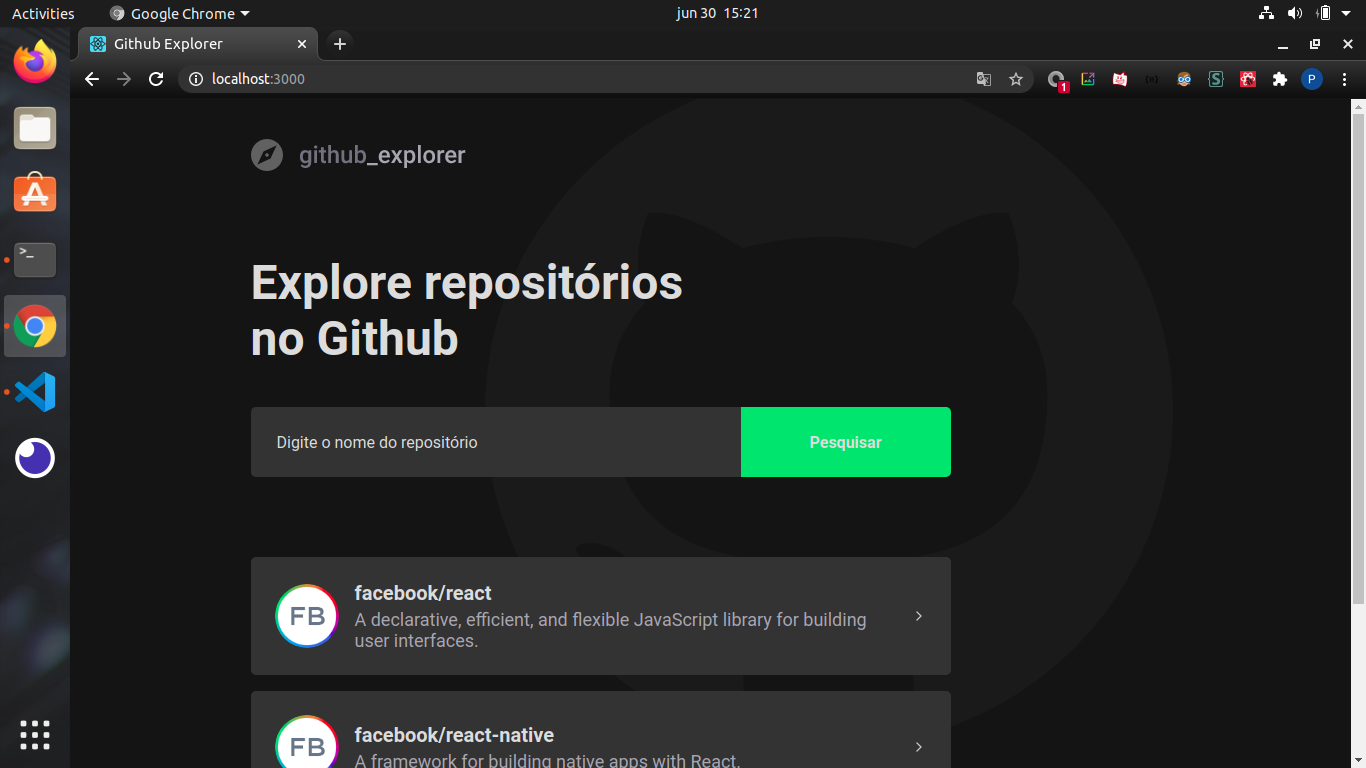 Activities
Google Chrome
jun 30 15:21
Github Explorer
localhost:3000
1
P
github_explorer
Explore repositórios
no Github
Digite o nome do repositório
Pesquisar
FB
facebook/react
A declarative, efficient, and flexible JavaScript library for building
user interfaces.
FB
facebook/react-native
A framework for building native apps with React.